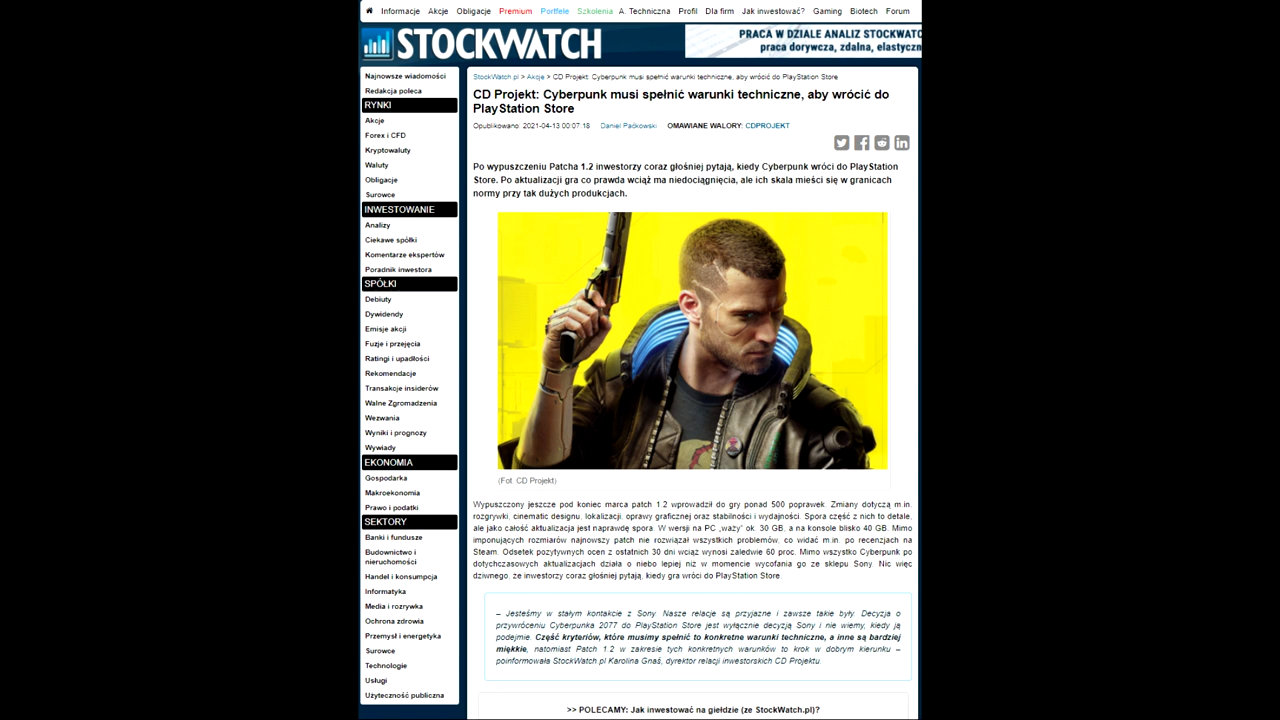 Informacje Akcje Obligacje Premium Portfele Szkolenia A. Techniczna Profil Dla firm Jak inwestować? Gaming Biotech Forum
STOCKWATCH
PRACA W DZIALE ANALIZ STOCKWATC
praca dorywcza, zdalna, elastyczn
Najnowsze wiadomości
Redakcja poleca
RYNKI
Akcje
Forex i CFD
Kryptowaluty
Waluty
Obligacje
Surowce
INWESTOWANIE
Analizy
Ciekawe spółki
Komentarze ekspertów
Poradnik inwestora
SPÓŁKI
Debiuty
Dywidendy
Emisje akcji
Fuzje i przejęcia
Ratingi i upadłości
Rekomendacje
Transakcje insiderów
Walne Zgromadzenia
Wezwania
Wyniki i prognozy
Wywiady
EKONOMIA
Gospodarka
Makroekonomia
Prawo i podatki
SEKTORY
Banki i fundusze
Budownictwo i
nieruchomości
Handel i konsumpcja
Informatyka
Media i rozrywka
Ochrona zdrowia
Przemysł i energetyka
Surowce
Technologie
Usługi
Użyteczność publiczna
StockWatch.pl > Akcje > CD Projekt: Cyberpunk musi spełnić warunki techniczne, aby wrócić do PlayStation Store
CD Projekt: Cyberpunk musi spełnić warunki techniczne, aby wrócić do
PlayStation Store
Opublikowano: 2021-04-13 00:07:18 Daniel Paćkowski OMAWIANE WALORY: CDPROJEKT
Po wypuszczeniu Patcha 1.2 inwestorzy coraz głośniej pytają, kiedy Cyberpunk wróci do PlayStation
Store. Po aktualizacji gra co prawda wciąż ma niedociągnięcia, ale ich skala mieści się w granicach
normy przy tak dużych produkcjach.
(Fot. CD Projekt)
Wypuszczony jeszcze pod koniec marca patch 1.2 wprowadził do gry ponad 500 poprawek. Zmiany dotyczą m.in.
rozgrywki, cinematic designu, lokalizacji, oprawy graficznej oraz stabilności i wydajności. Spora część z nich to detale,
ale jako całość aktualizacja jest naprawdę spora. W wersji na PC „waży” ok. 30 GB, a na konsole blisko 40 GB. Mimo
imponujących rozmiarów najnowszy patch nie rozwiązał wszystkich problemów, co widać m.in. po recenzjach na
Steam. Odsetek pozytywnych ocen z ostatnich 30 dni wciąż wynosi zaledwie 60 proc. Mimo wszystko Cyberpunk po
dotychczasowych aktualizacjach działa o niebo lepiej niż w momencie wycofania go ze sklepu Sony. Nic więc
dziwnego, że inwestorzy coraz głośniej pytają, kiedy gra wróci do PlayStation Store.
– Jesteśmy w stałym kontakcie z Sony. Nasze relacje są przyjazne i zawsze takie były. Decyzja o
przywróceniu Cyberpunka 2077 do PlayStation Store jest wyłącznie decyzją Sony i nie wiemy, kiedy ją
podejmie. Część kryteriów, które musimy spełnić to konkretne warunki techniczne, a inne są bardziej
miękkie, natomiast Patch 1.2 w zakresie tych konkretnych warunków to krok w dobrym kierunku –
poinformowała StockWatch.pl Karolina Gnaś, dyrektor relacji inwestorskich CD Projektu.
>> POLECAMY: Jak inwestować na giełdzie (ze StockWatch.pl)?